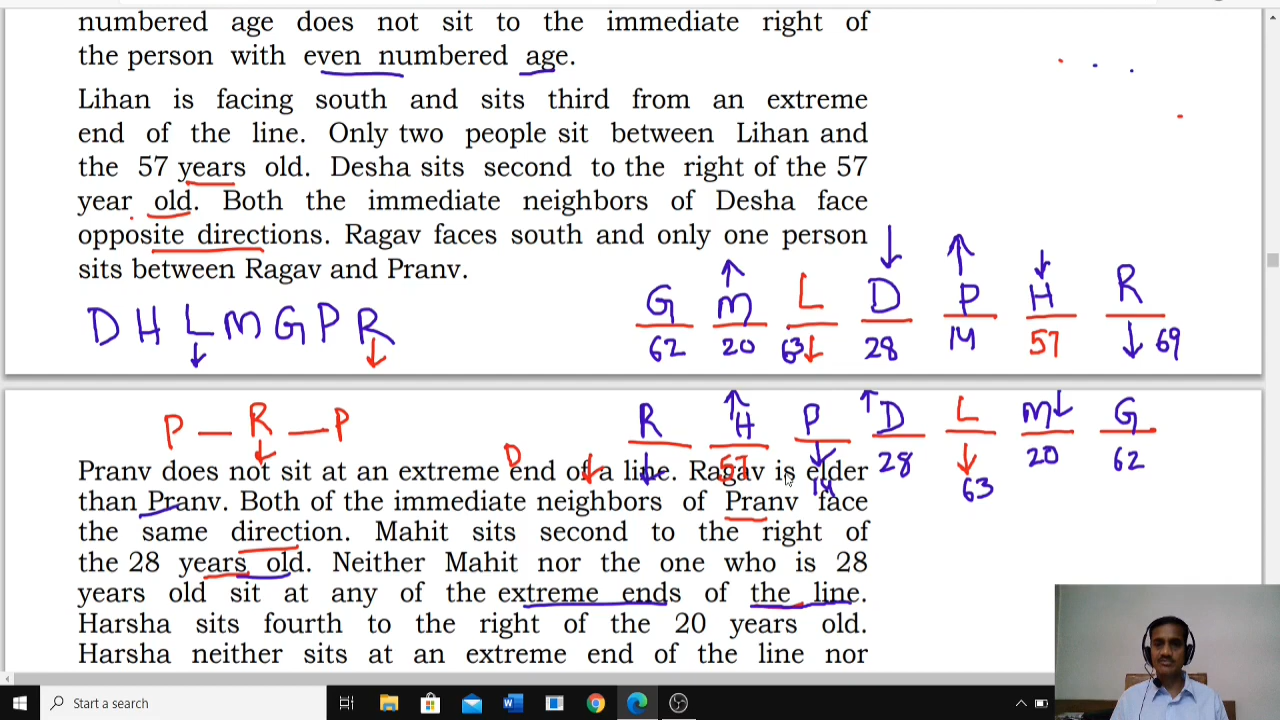 numbered age does not sit to the immediate right of
the person with even numbered age.
Lihan is facing south and sits third from an extreme
end of the line. Only two people sit between Lihan and
the 57 years old. Desha sits second to the right of the 57
year old. Both the immediate neighbors of Desha face
opposite directions. Ragav faces south and only one person
sits between Ragav and Pranv.
G m L D P H R
62 20 63 28 14 57 69
D H L M G P R
P – R – P
R H P D L m G
57 14 28 63 20 62
D
Pranv does not sit at an extreme end of a line. Ragav is elder
than Pranv. Both of the immediate neighbors of Pranv face
the same direction. Mahit sits second to the right of
the 28 years old. Neither Mahit nor the one who is 28
years old sit at any of the extreme ends of the line.
Harsha sits fourth to the right of the 20 years old.
Harsha neither sits at an extreme end of the line nor
Start a search